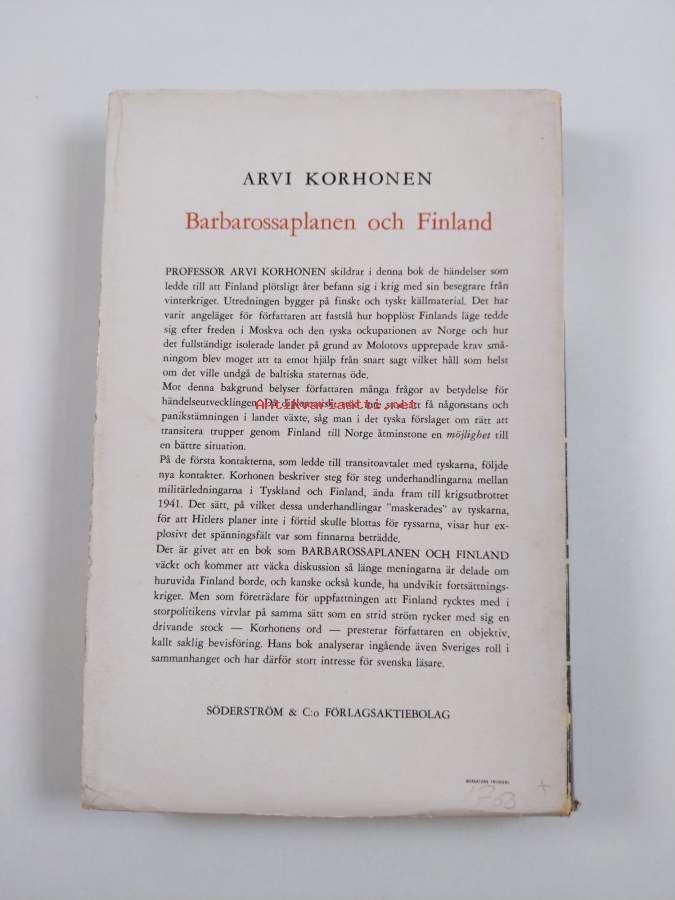 ARVI KORHONEN
Barbarossaplanen och Finland
PROFESSOR ARVI KORHONEN skildrar i denna bok de händelser som
ledde till att Finland plötsligt åter befann sig i krig med sin besegrare från
vinterkriget. Utredningen bygger på finskt och tyskt källmaterial. Det har
varit angeläget för författaren att fastslå hur hopplöst Finlands läge tedde
sig efter freden i Moskva och den tyska ockupationen av Norge och hur
det fullständigt isolerade landet på grund av Molotovs upprepade krav små-
ningom blev moget att ta emot hjälp från snart sagt vilket håll som helst
om det ville undgå de baltiska staternas öde.
Mot denna bakgrund belyser författaren många frågor av betydelse för
händelseutvecklingen. Då få någonstans och
Antikvariaatti.net
panikstämningen i landet växte, såg man i det tyska förslaget om rätt att
transitera trupper genom Finland till Norge åtminstone en möjlighet till
en bättre situation.
På de första kontakterna, som ledde till transitoavtalet med tyskarna, följde
nya kontakter. Korhonen beskriver steg för steg underhandlingarna mellan
militärledningarna i Tyskland och Finland, ända fram till krigsutbrottet
1941. Det sätt, på vilket dessa underhandlingar "maskerades" av tyskarna,
för att Hitlers planer inte i förtid skulle blottas för ryssarna, visar hur ex-
plosivt det spänningsfält var som finnarna beträdde.
Det är givet att en bok som BARBAROSSAPLANEN OCH FINLAND
väckt och kommer att väcka diskussion så länge meningarna är delade om
huruvida Finland borde, och kanske också kunde, ha undvikit fortsättnings-
kriget. Men som företrädare för uppfattningen att Finland rycktes med i
storpolitikens virvlar på samma sätt som en strid ström rycker med sig en
drivande stock — Korhonens ord — presterar författaren en objektiv,
kallt saklig bevisföring. Hans bok analyserar ingående även Sveriges roll i
sammanhanget och har därför stort intresse för svenska läsare.
SÖDERSTRÖM & C:o FÖRLAGSAKTIEBOLAG